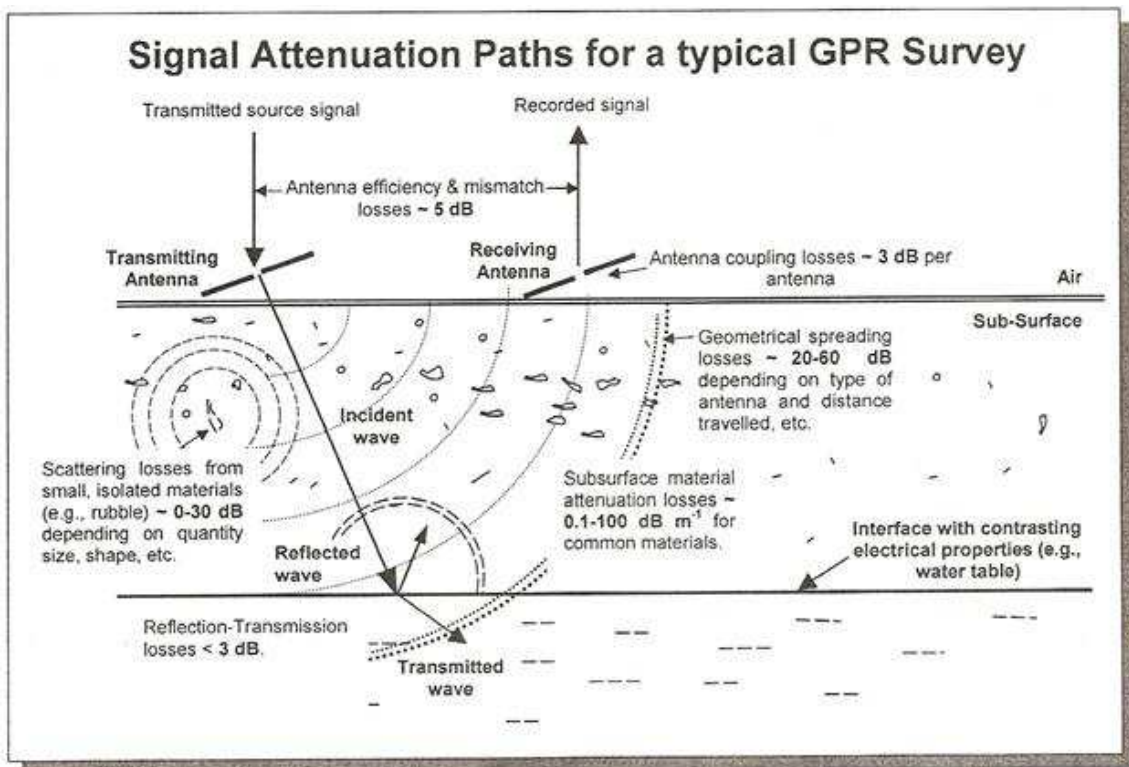 Signal Attenuation Paths for a typical GPR Survey
Transmitted source signal
Recorded signal
Antenna efficiency & mismatch
losses ~ 5 dB
Transmitting
Antenna
Receiving
Antenna
Antenna coupling losses ~ 3 dB per
antenna
Air
Sub-Surface
Geometrical spreading
losses ~ 20-60 dB
depending on type of
antenna and distance
travelled, etc.
Incident
wave
Scattering losses from
small, isolated materials
(e.g., rubble) ~ 0-30 dB
depending on quantity
size, shape, etc.
Subsurface material
attenuation losses ~
0.1-100 dB m⁻¹ for
common materials.
Reflected
wave
Interface with contrasting
electrical properties (e.g.,
water table)
Reflection-Transmission
losses < 3 dB.
Transmitted
wave